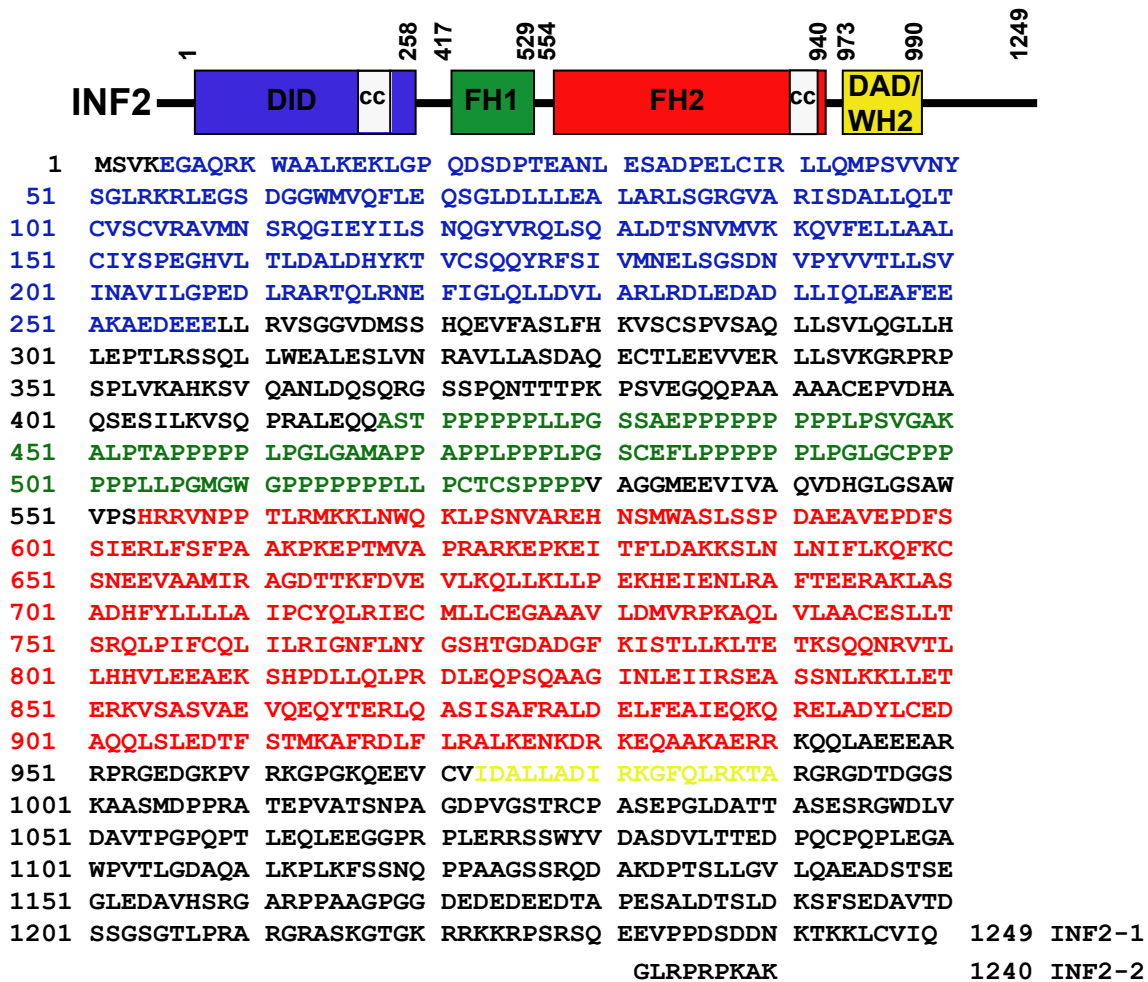 1 258 417 529 554 940 973 990 1249
INF2 DID cc FH1 FH2 cc DAD/
WH2
1 MSVKEGAQRK WAALKEKLGP QDSDPTEANL ESADPELCIR LLQMPSVVNY
51 SGLRKRLEGS DGGWMVQFLE QSGLDLLLEA LARLSGRGVA RISDALLQLT
101 CVSCVRAVMN SRQGIEYILS NQGYVRQLSQ ALDTSNVMVK KQVFELLAAL
151 CIYSPEGHVL TLDALDHYKT VCSQQYRFSI VMNELSGSDN VPYVVTLLSV
201 INAVILGPED LRARTQLRNE FIGLQLLDVL ARLRDLEDAD LLIQLEAFEE
251 AKAEDEEELL RVSGGVDMSS HQEVFASLFH KVSCSPVSAQ LLSVLQGLLH
301 LEPTLRSSQL LWEALESLVN RAVLLASDAQ ECTLEEVVER LLSVKGRPRP
351 SPLVKAHKSV QANLDQSQRG SSPQNTTTPK PSVEGQQPAA AAACEPVDHA
401 QSESILKVSQ PRALEQQAST PPPPPPLLPG SSAEPPPPPP PPPLPSVGAK
451 ALPTAPPPPP LPGLGAMAPP APPLPPPLPG SCEFLPPPPP PLPGLGCPPP
501 PPPLLPGMGW GPPPPPPPLL PCTCSPPPPV AGGMEEVIVA QVDHGLGSAW
551 VPSHRRVNPP TLRMKKLNWQ KLPSNVAREH NSMWASLSSP DAEAVEPDFS
601 SIERLFSFPA AKPKEPTMVA PRARKEPKEI TFLDAKKSLN LNIFLKQFKC
651 SNEEVAAMIR AGDTTKFDVE VLKQLLKLLP EKHEIENLRA FTEERAKLAS
701 ADHFYLLLLA IPCYQLRIEC MLLCEGAAAV LDMVRPKAQL VLAACESLLT
751 SRQLPIFCQL ILRIGNFLNY GSHTGDADGF KISTLLKLTE TKSQQNRVTL
801 LHHVLEEAEK SHPDLLQLPR DLEQPSQAAG INLEIIRSEA SSNLKKLLET
851 ERKVSASVAE VQEQYTERLQ ASISAFRALD ELFEAIEQKQ RELADYLCED
901 AQQLSLEDTF STMKAFRDLF LRALKENKDR KEQAAKAERR KQQLAEEEAR
951 RPRGEDGKPV RKGPGKQEEV CVIDALLADI RKGFQLRKTA RGRGDTDGGS
1001 KAASMDPPRA TEPVATSNPA GDPVGSTRCP ASEPGLDATT ASESRGWDLV
1051 DAVTPGPQPT LEQLEEGGPR PLERRSSWYV DASDVLTTED PQCPQPLEGA
1101 WPVTLGDAQA LKPLKFSSNQ PPAAGSSRQD AKDPTSLLGV LQAEADSTSE
1151 GLEDAVHSRG ARPPAAGPGG DEDEDEEDTA PESALDTSLD KSFSEDAVTD
1201 SSGSGTLPRA RGRASKGTGK RRKKRPSRSQ EEVPPDSDDN KTKKLCVIQ 1249 INF2-1
GLRPRPKAK 1240 INF2-2